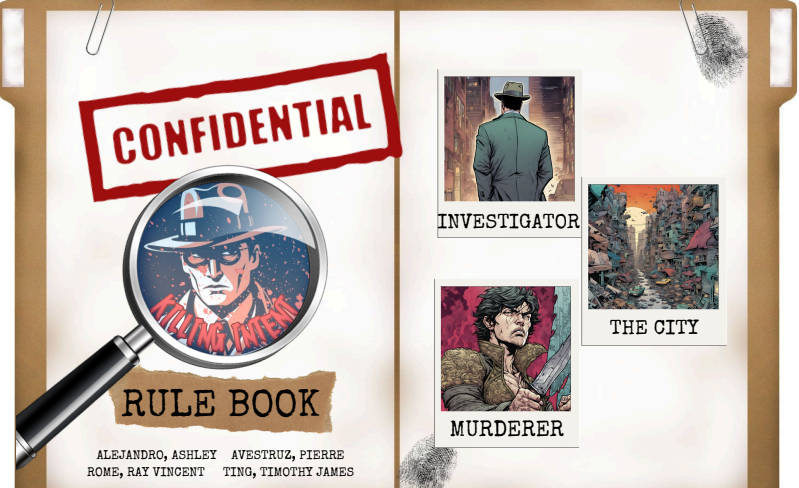 CONFIDENTIAL
KILLING INTENT
RULE BOOK
ALEJANDRO, ASHLEY AVESTRUZ, PIERRE
ROME, RAY VINCENT TING, TIMOTHY JAMES
INVESTIGATOR
THE CITY
MURDERER